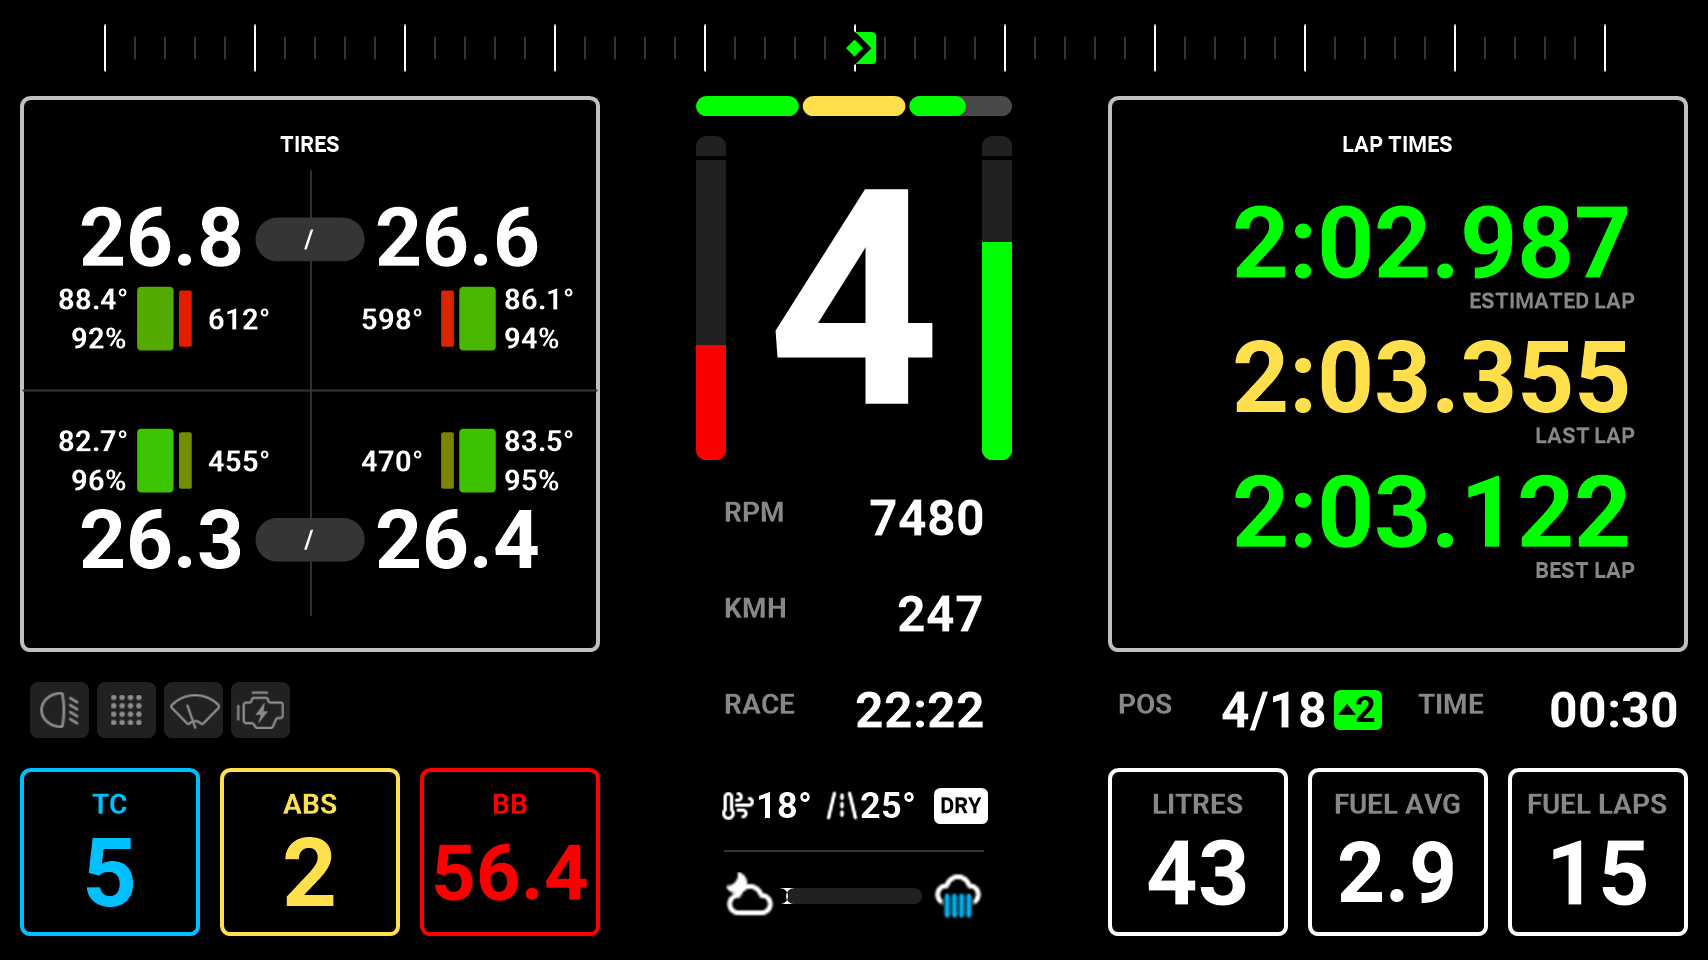 TIRES
26.8 / 26.6
88.4° 612° 598° 86.1°
92% 94%
82.7° 455° 470° 83.5°
96% 95%
26.3 / 26.4
TC
5
ABS
2
BB
56.4
4
RPM 7480
KMH 247
RACE 22:22
18° 25° DRY
LAP TIMES
2:02.987
ESTIMATED LAP
2:03.355
LAST LAP
2:03.122
BEST LAP
POS 4/18 2 TIME 00:30
LITRES
43
FUEL AVG
2.9
FUEL LAPS
15